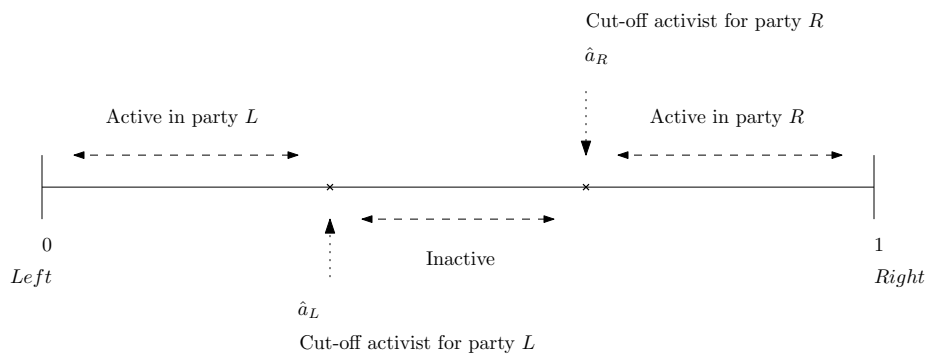 Cut-off activist for party R
â_R
Active in party L
Active in party R
0
1
Left
Inactive
Right
â_L
Cut-off activist for party L